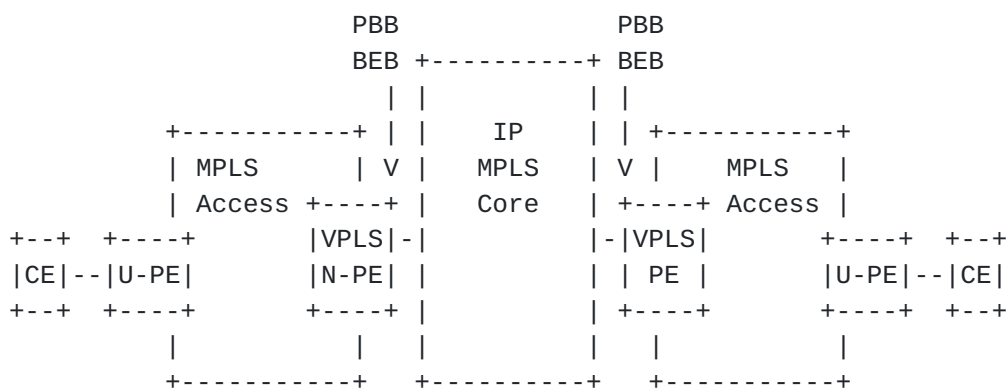 PBB PBB
BEB +----------+ BEB
| | | |
+-----------+ | | IP | | +-----------+
| MPLS | V | MPLS | V | MPLS |
| Access +----+ | Core | +----+ Access |
+--+ +----+ |VPLS|-| |-|VPLS| +----+ +--+
|CE|--|U-PE| |N-PE| | | | PE | |U-PE|--|CE|
+--+ +----+ +----+ | | +----+ +----+ +--+
| | | | | |
+-----------+ +----------+ +-----------+